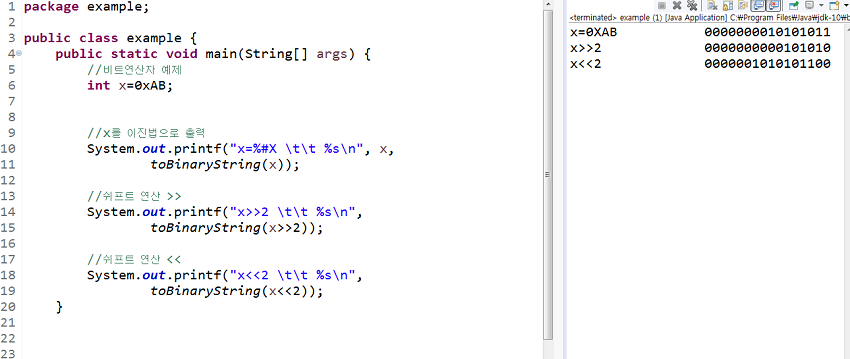 1 package example;
2
3 public class example {
4 public static void main(String[] args) {
5 //비트연산자 예제
6 int x=0xAB;
7
8
9 //x를 이진법으로 출력
10 System.out.printf("x=%#X \t\t %s\n", x,
11 toBinaryString(x));
12
13 //쉬프트 연산 >>
14 System.out.printf("x>>2 \t\t %s\n",
15 toBinaryString(x>>2));
16
17 //쉬프트 연산 <<
18 System.out.printf("x<<2 \t\t %s\n",
19 toBinaryString(x<<2));
20 }
21
22
23
<terminated> example (1) [Java Application] C:₩Program Files₩Java₩jdk-10₩b
x=0XAB 0000000010101011
x>>2 0000000000101010
x<<2 0000001010101100